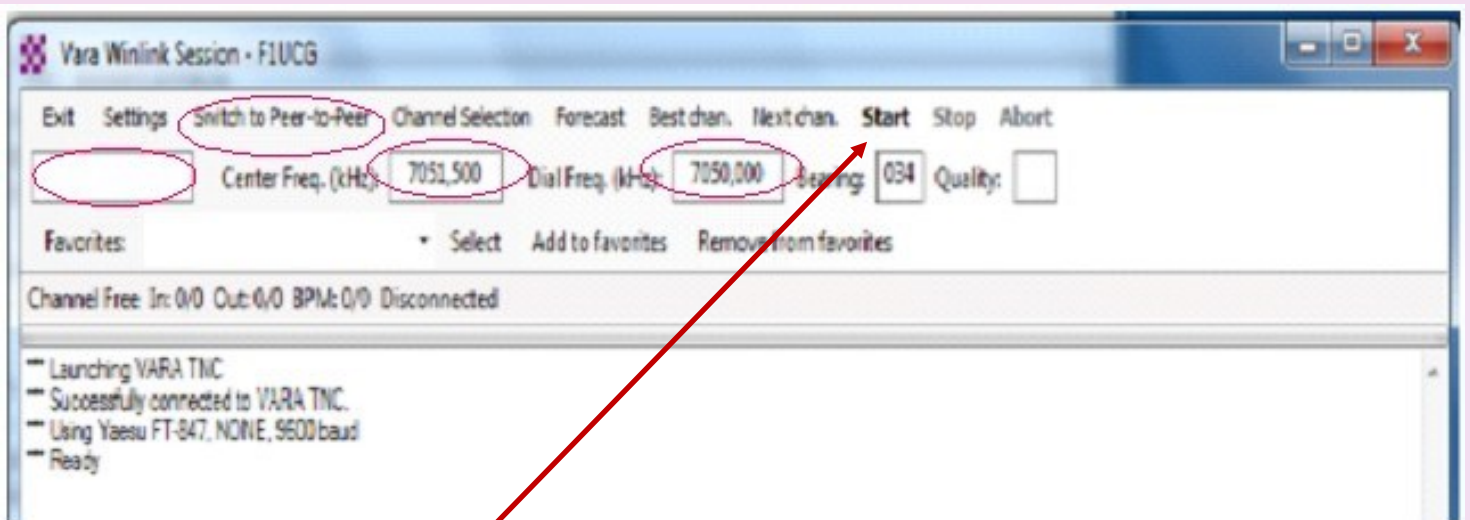 Vara Winlink Session - F1UCG
Exit Settings Switch to Peer-to-Peer Channel Selection Forecast Best chan. Next chan. Start Stop Abort
Center Freq. (kHz): 7051,500 Dial Freq. (kHz): 7050,000 Bearing: 034 Quality:
Favorites: Select Add to favorites Remove from favorites
Channel Free In: 0/0 Out: 0/0 BPM: 0/0 Disconnected
*** Launching VARA TNC
*** Successfully connected to VARA TNC.
*** Using Yaesu FT-847, NONE, 9600 baud
*** Ready